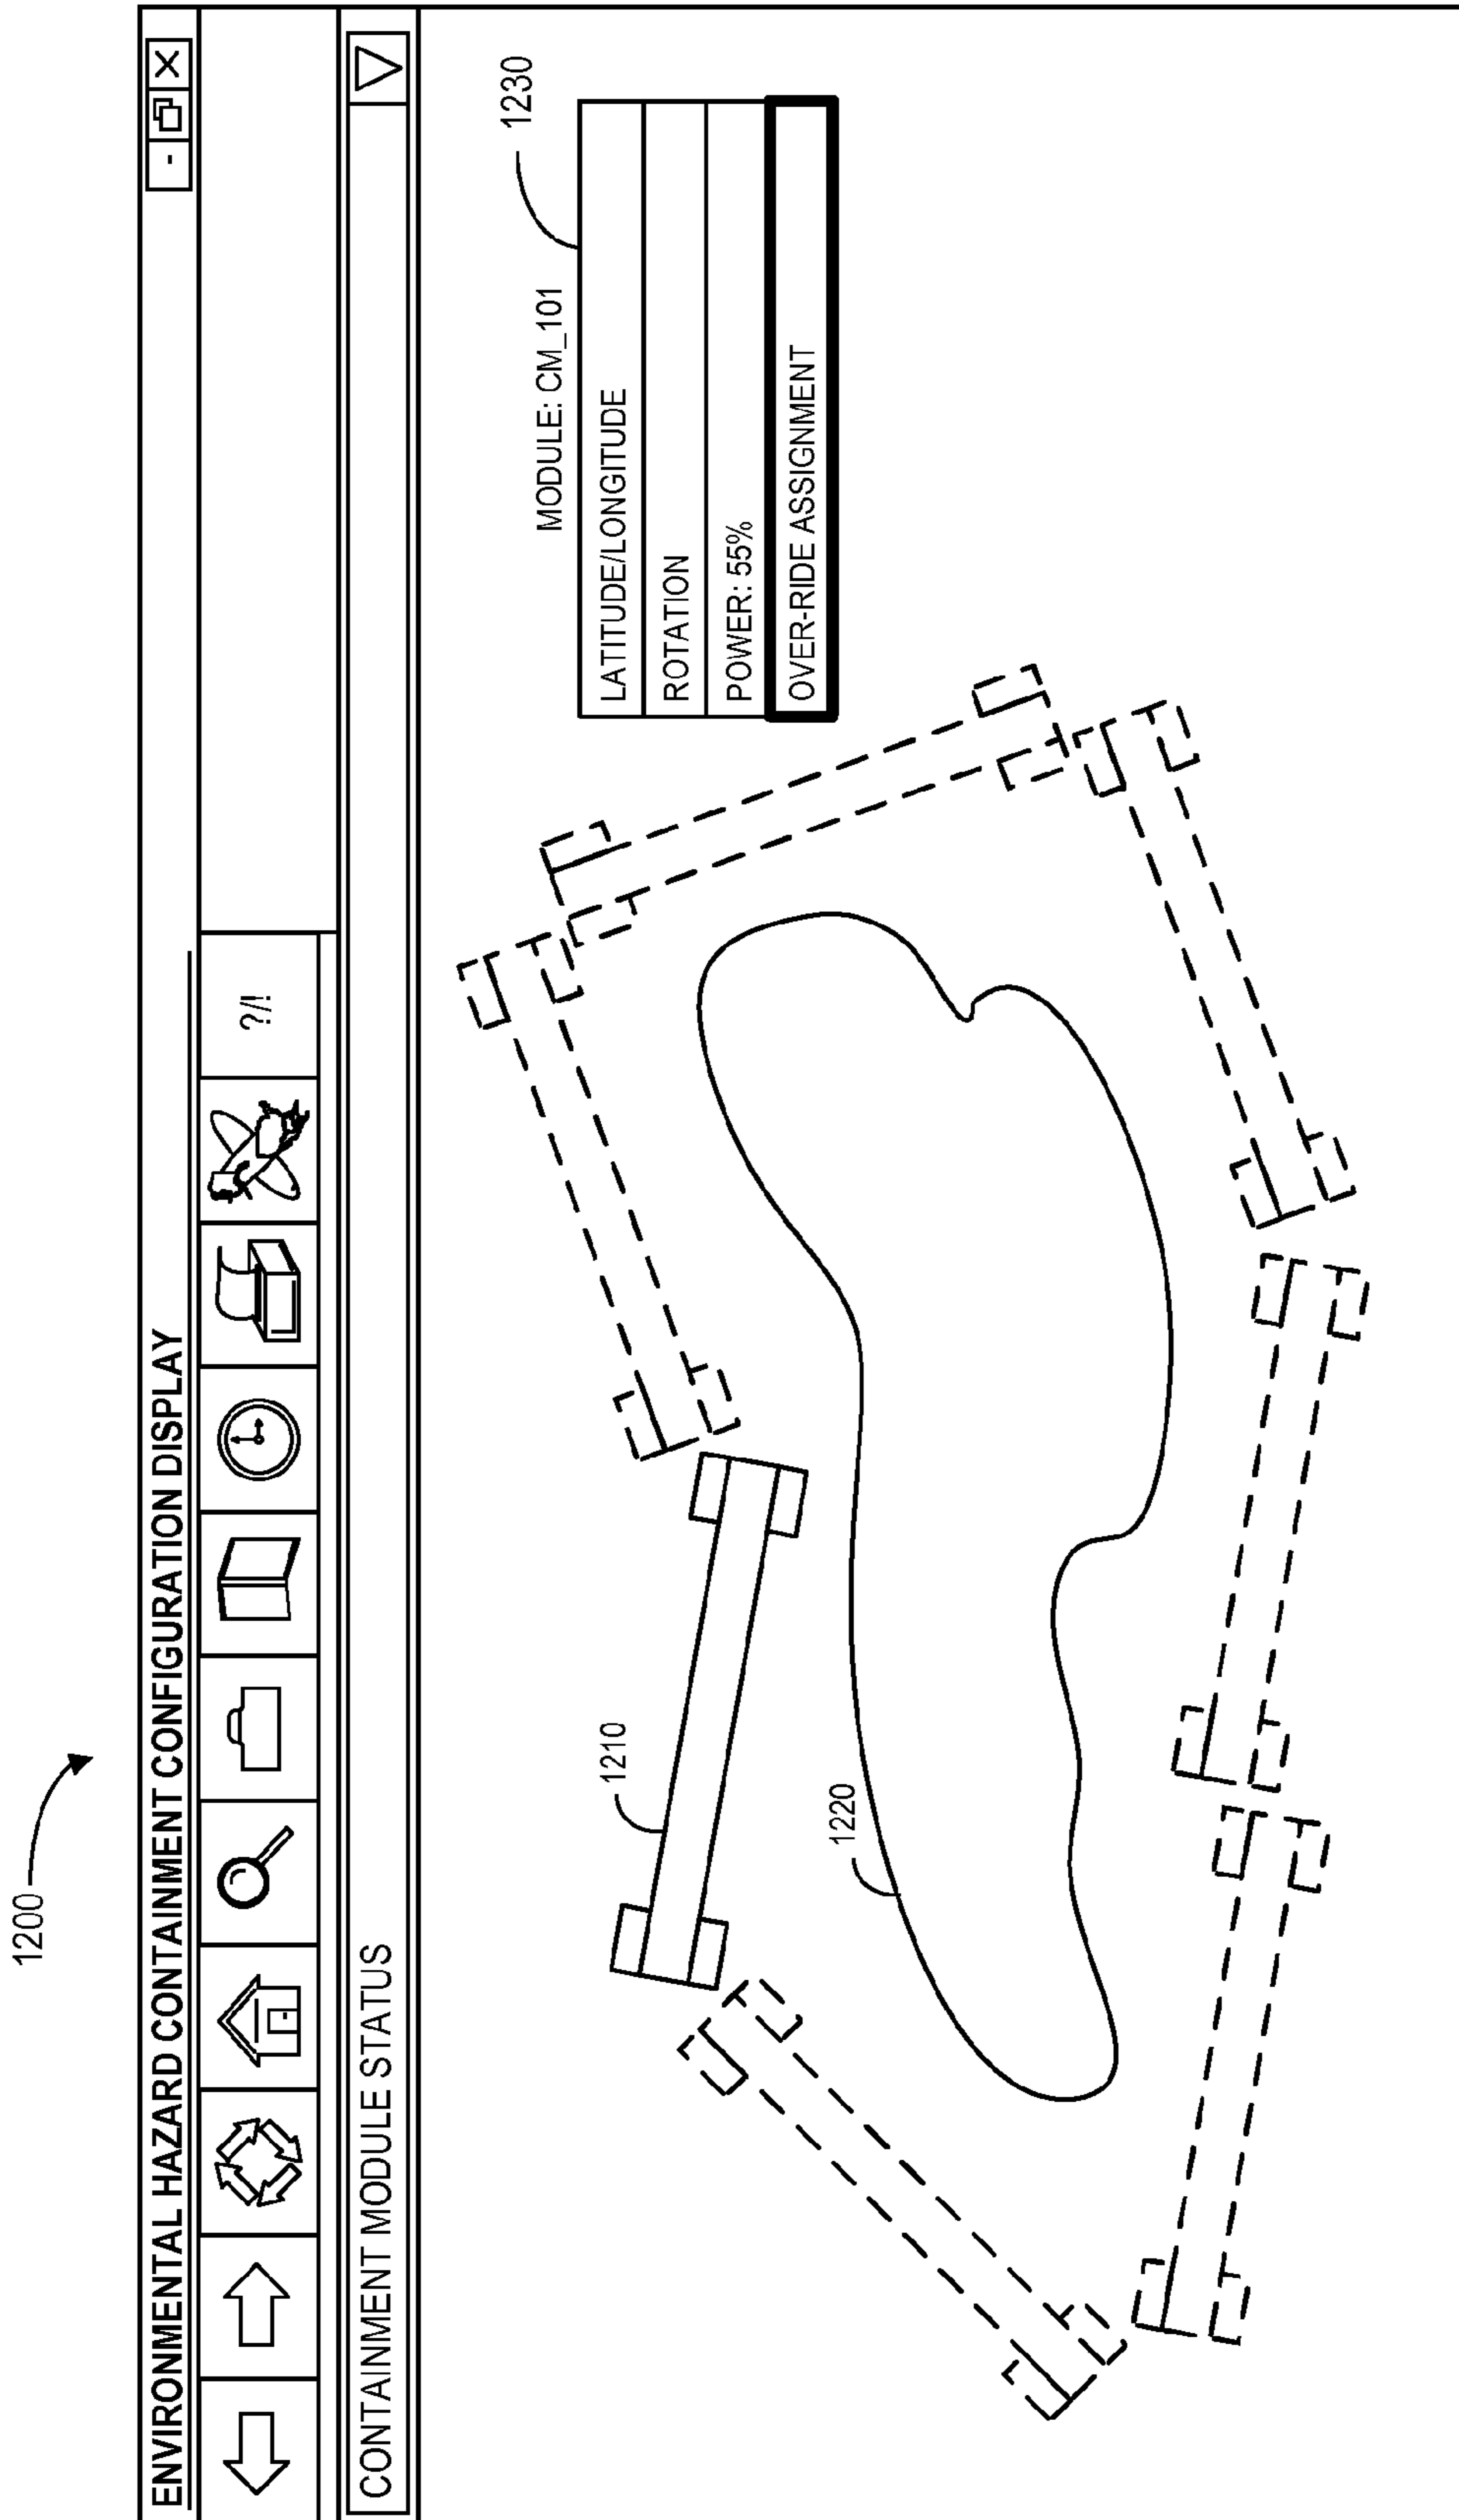 1200
ENVIRONMENTAL HAZARD CONTAINMENT CONFIGURATION DISPLAY
- X
?/!
CONTAINMENT MODULE STATUS
1230
MODULE: CM_101
LATITUDE/LONGITUDE
ROTATION
POWER: 55%
OVER-RIDE ASSIGNMENT
1210
1220